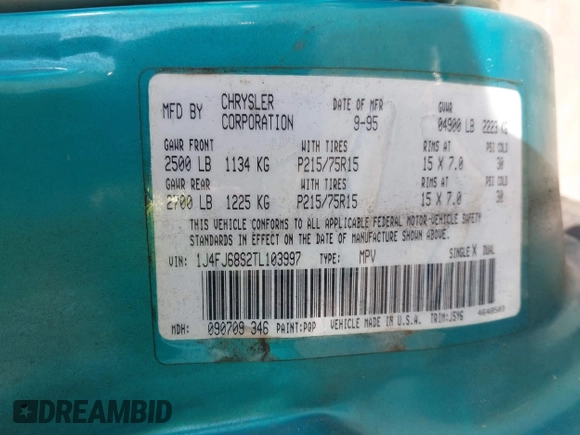 MFD BY CHRYSLER CORPORATION DATE OF MFR 9-95 GVWR 04900 LB 2223 KG
GAWR FRONT WITH TIRES RIMS AT PSI COLD
2500 LB 1134 KG P215/75R15 15 X 7.0 30
GAWR REAR WITH TIRES RIMS AT PSI COLD
2700 LB 1225 KG P215/75R15 15 X 7.0 30
THIS VEHICLE CONFORMS TO ALL APPLICABLE FEDERAL MOTOR-VEHICLE SAFETY
STANDARDS IN EFFECT ON THE DATE OF MANUFACTURE SHOWN ABOVE.
VIN: 1J4FJ68S2TL103997 TYPE: MPV SINGLE X DUAL
MDH: 090709 346 PAINT:PQP VEHICLE MADE IN U.S.A. TRIM:JSY6
4648503
DREAMBID